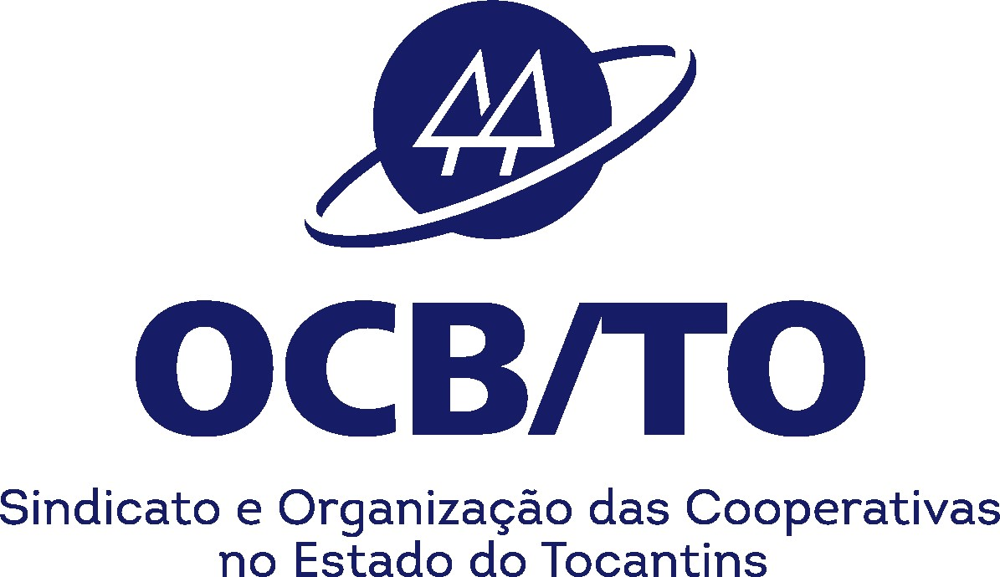 OCB/TO
Sindicato e Organização das Cooperativas
no Estado do Tocantins